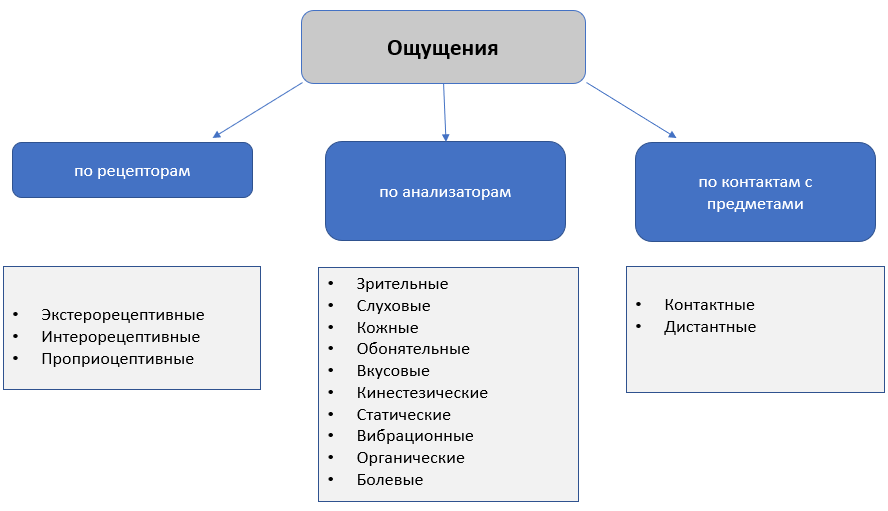 Ощущения
по рецепторам
по анализаторам
по контактам с
предметами
• Экстерорецептивные
• Интерорецептивные
• Проприоцептивные
• Зрительные
• Слуховые
• Кожные
• Обонятельные
• Вкусовые
• Кинестезические
• Статические
• Вибрационные
• Органические
• Болевые
• Контактные
• Дистантные